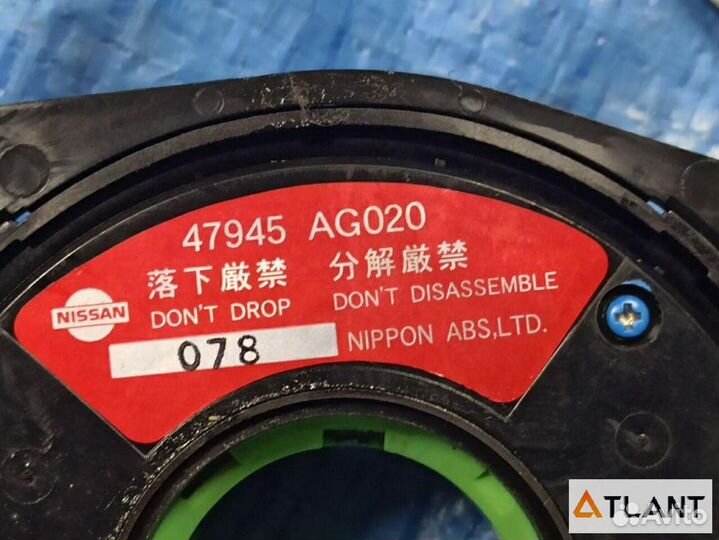 47945 AG020
落下厳禁 分解厳禁
DON'T DROP DON'T DISASSEMBLE
NISSAN
078 NIPPON ABS,LTD.
ATLANT
Avito